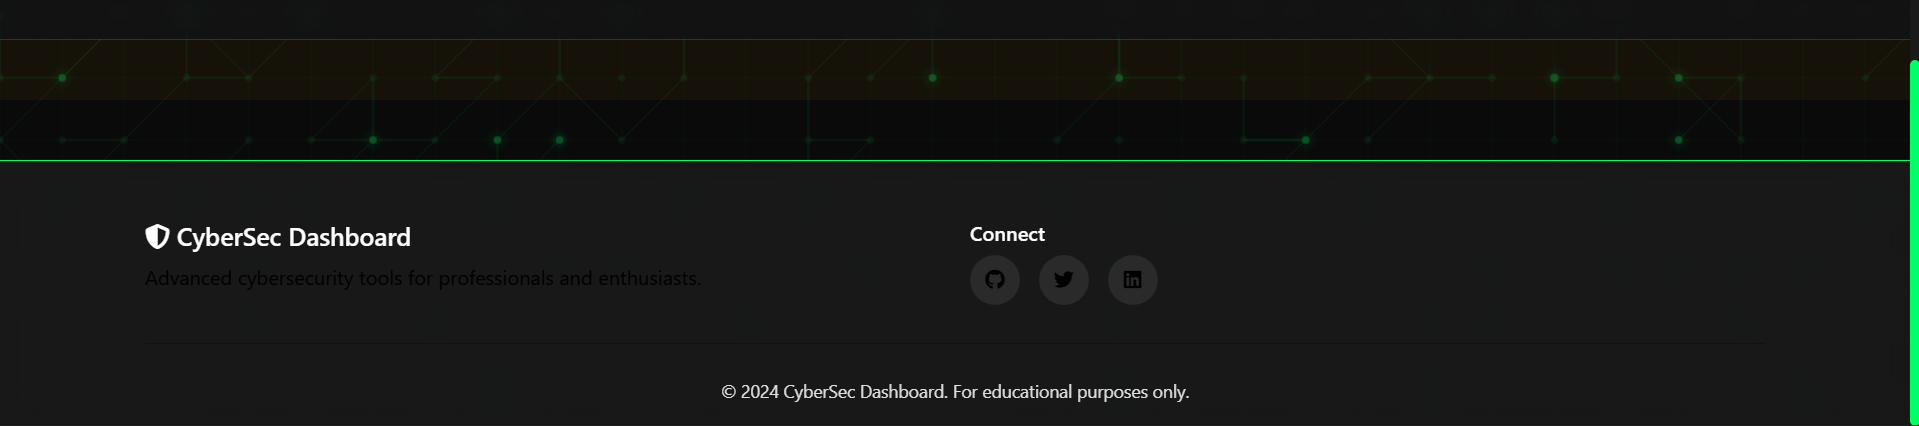 CyberSec Dashboard
Advanced cybersecurity tools for professionals and enthusiasts.
Connect
© 2024 CyberSec Dashboard. For educational purposes only.